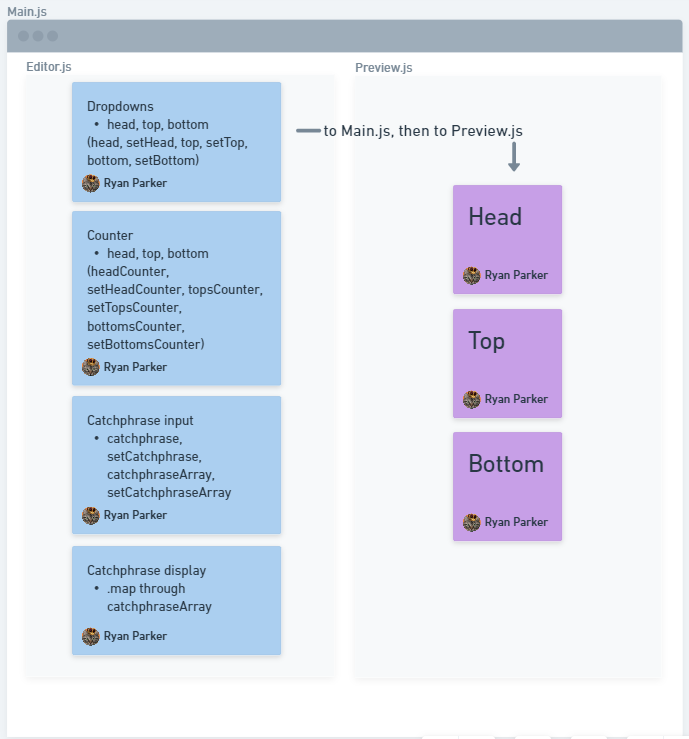 Main.js
Editor.js
Preview.js
Dropdowns
• head, top, bottom
(head, setHead, top, setTop,
bottom, setBottom)
Ryan Parker
to Main.js, then to Preview.js
Counter
• head, top, bottom
(headCounter,
setHeadCounter, topsCounter,
setTopsCounter,
bottomsCounter,
setBottomsCounter)
Ryan Parker
Catchphrase input
• catchphrase,
setCatchphrase,
catchphraseArray,
setCatchphraseArray
Ryan Parker
Catchphrase display
• .map through
catchphraseArray
Ryan Parker
Head
Ryan Parker
Top
Ryan Parker
Bottom
Ryan Parker